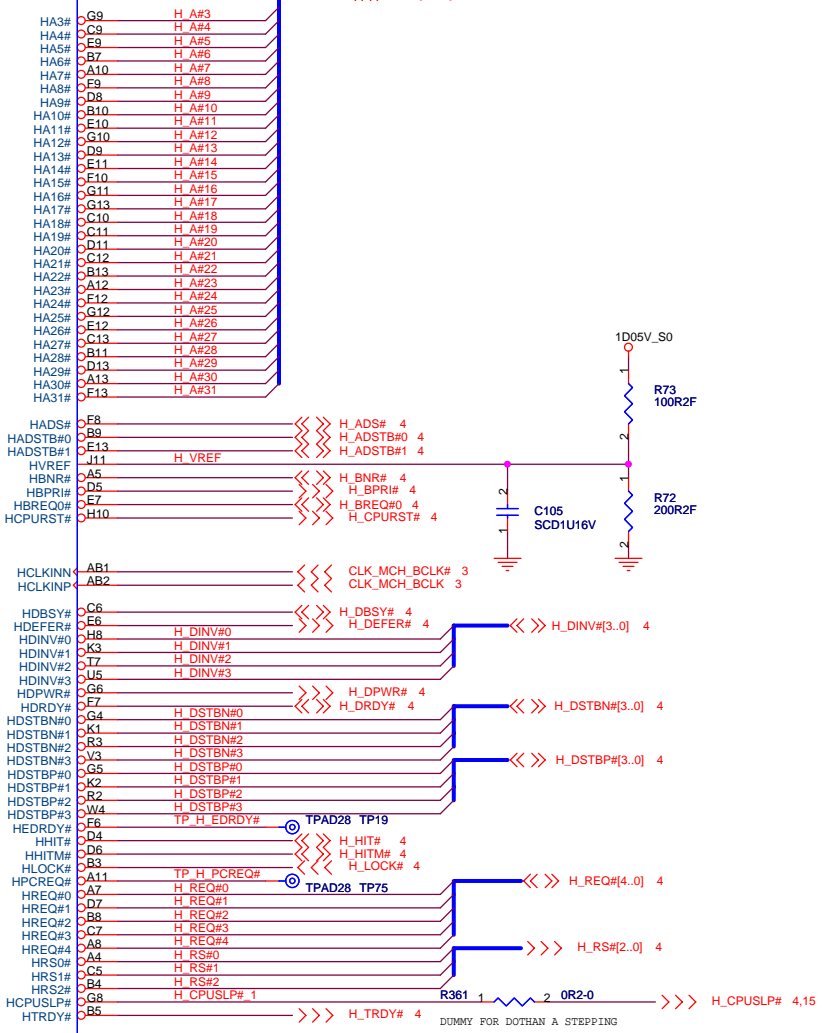 HA3# G9 H_A#3
HA4# C9 H_A#4
HA5# E9 H_A#5
HA6# B7 H_A#6
HA7# A10 H_A#7
HA8# F9 H_A#8
HA9# D8 H_A#9
HA10# B10 H_A#10
HA11# E10 H_A#11
HA12# G10 H_A#12
HA13# D9 H_A#13
HA14# E11 H_A#14
HA15# F10 H_A#15
HA16# G11 H_A#16
HA17# G13 H_A#17
HA18# C10 H_A#18
HA19# C11 H_A#19
HA20# D11 H_A#20
HA21# C12 H_A#21
HA22# B13 H_A#22
HA23# A12 H_A#23
HA24# F12 H_A#24
HA25# G12 H_A#25
HA26# E12 H_A#26
HA27# C13 H_A#27
HA28# B11 H_A#28
HA29# D13 H_A#29
HA30# A13 H_A#30
HA31# F13 H_A#31
1D05V_S0
1
R73
100R2F
2
HADS# F8 H_ADS# 4
HADSTB#0 B9 H_ADSTB#0 4
HADSTB#1 E13 H_ADSTB#1 4
HVREF J11 H_VREF
HBNR# A5 H_BNR# 4
HBPRI# D5 H_BPRI# 4
HBREQ0# E7 H_BREQ0# 4
HCPURST# H10 H_CPURST# 4
2
C105
SCD1U16V
1
1
R72
200R2F
2
HCLKINN AB1 CLK_MCH_BCLK# 3
HCLKINP AB2 CLK_MCH_BCLK 3
HDBSY# C6 H_DBSY# 4
HDEFER# E6 H_DEFER# 4
HDINV#0 H8 H_DINV#0 H_DINV#[3..0] 4
HDINV#1 K3 H_DINV#1
HDINV#2 T7 H_DINV#2
HDINV#3 U5 H_DINV#3
HDPWR# G6 H_DPWR# 4
HDRDY# F7 H_DRDY# 4
HDSTBN#0 G4 H_DSTBN#0 H_DSTBN#[3..0] 4
HDSTBN#1 K1 H_DSTBN#1
HDSTBN#2 R3 H_DSTBN#2
HDSTBN#3 V3 H_DSTBN#3
HDSTBP#0 G5 H_DSTBP#0 H_DSTBP#[3..0] 4
HDSTBP#1 K2 H_DSTBP#1
HDSTBP#2 R2 H_DSTBP#2
HDSTBP#3 W4 H_DSTBP#3
HEDRDY# F6 TP_H_EDRDY# TPAD28 TP19
HHIT# D4 H_HIT# 4
HHITM# D6 H_HITM# 4
HLOCK# B3 H_LOCK# 4
HPCREQ# A11 TP_H_PCREQ# TPAD28 TP75
HREQ#0 A7 H_REQ#0 H_REQ#[4..0] 4
HREQ#1 D7 H_REQ#1
HREQ#2 B8 H_REQ#2
HREQ#3 C7 H_REQ#3
HREQ#4 A8 H_REQ#4
HRS0# A4 H_RS#0 H_RS#[2..0] 4
HRS1# C5 H_RS#1
HRS2# B4 H_RS#2
HCPUSLP# G8 H_CPUSLP#_1 R361 1 2 0R2-0 H_CPUSLP# 4,15
HTRDY# B5 H_TRDY# 4
DUMMY FOR DOTHAN A STEPPING